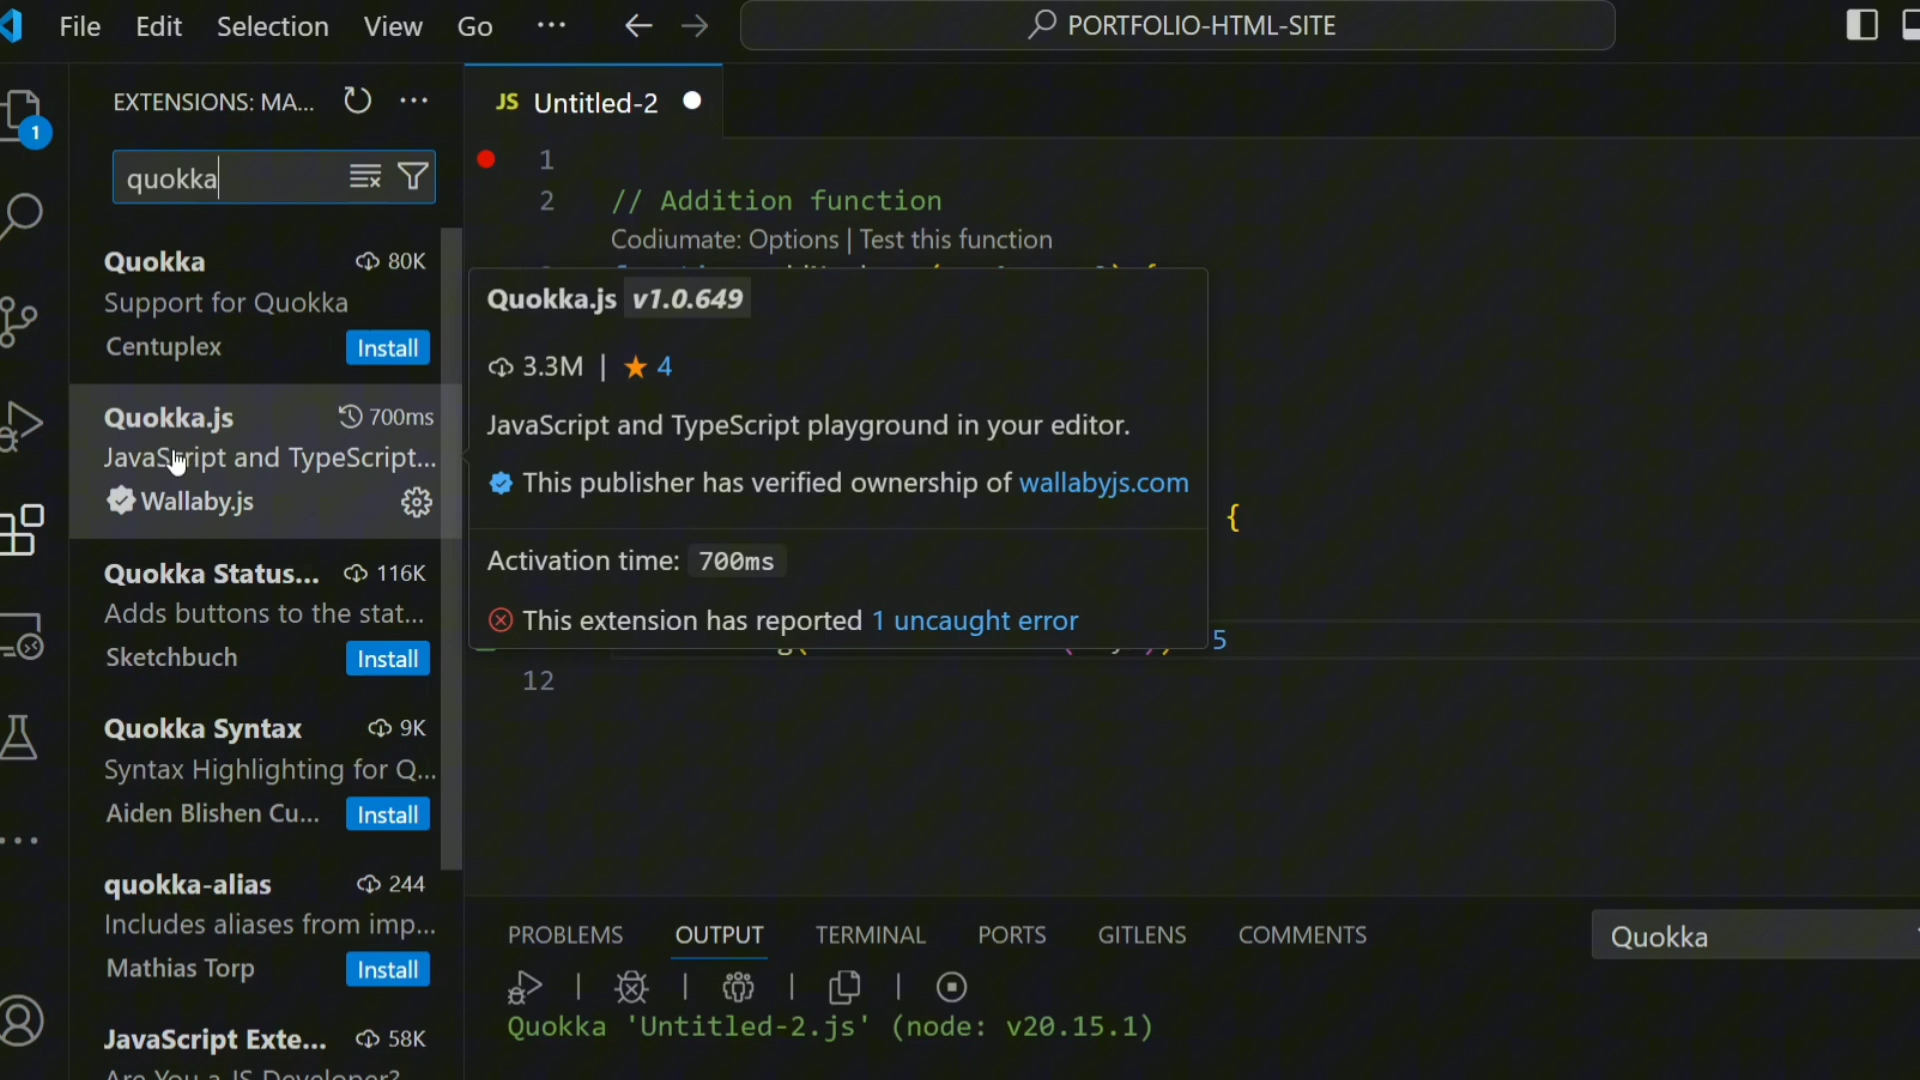 File Edit Selection View Go ··· PORTFOLIO-HTML-SITE
EXTENSIONS: MA... ···
1
quokka
Quokka 80K
Support for Quokka
Centuplex Install
Quokka.js 700ms
JavaScript and TypeScript...
Wallaby.js
Quokka Status... 116K
Adds buttons to the stat...
Sketchbuch Install
Quokka Syntax 9K
Syntax Highlighting for Q...
Aiden Blishen Cu... Install
quokka-alias 244
Includes aliases from imp...
Mathias Torp Install
JavaScript Exte... 58K
Are You a JS Developer?
JS Untitled-2
1
2 // Addition function
Codiumate: Options | Test this function
Quokka.js v1.0.649
3.3M | ★ 4
JavaScript and TypeScript playground in your editor.
This publisher has verified ownership of wallabyjs.com
{
Activation time: 700ms
This extension has reported 1 uncaught error
5
12
PROBLEMS OUTPUT TERMINAL PORTS GITLENS COMMENTS Quokka
Quokka 'Untitled-2.js' (node: v20.15.1)